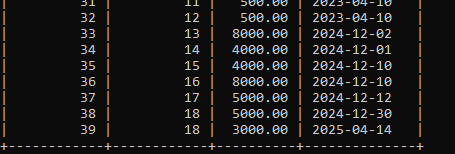 | 31 | 11 | 500.00 | 2023-04-10 |
| 32 | 12 | 500.00 | 2023-04-10 |
| 33 | 13 | 8000.00 | 2024-12-02 |
| 34 | 14 | 4000.00 | 2024-12-01 |
| 35 | 15 | 4000.00 | 2024-12-10 |
| 36 | 16 | 8000.00 | 2024-12-10 |
| 37 | 17 | 5000.00 | 2024-12-12 |
| 38 | 18 | 5000.00 | 2024-12-30 |
| 39 | 18 | 3000.00 | 2025-04-14 |
+------------+------------+----------+--------------+